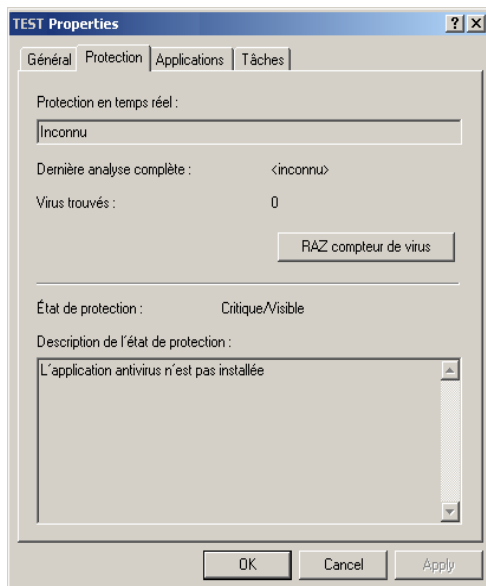 TEST Properties
Général Protection Applications Tâches
Protection en temps réel :
Inconnu
Dernière analyse complète : <inconnu>
Virus trouvés : 0
RAZ compteur de virus
État de protection : Critique/Visible
Description de l´état de protection :
L´application antivirus n´est pas installée
OK Cancel Apply